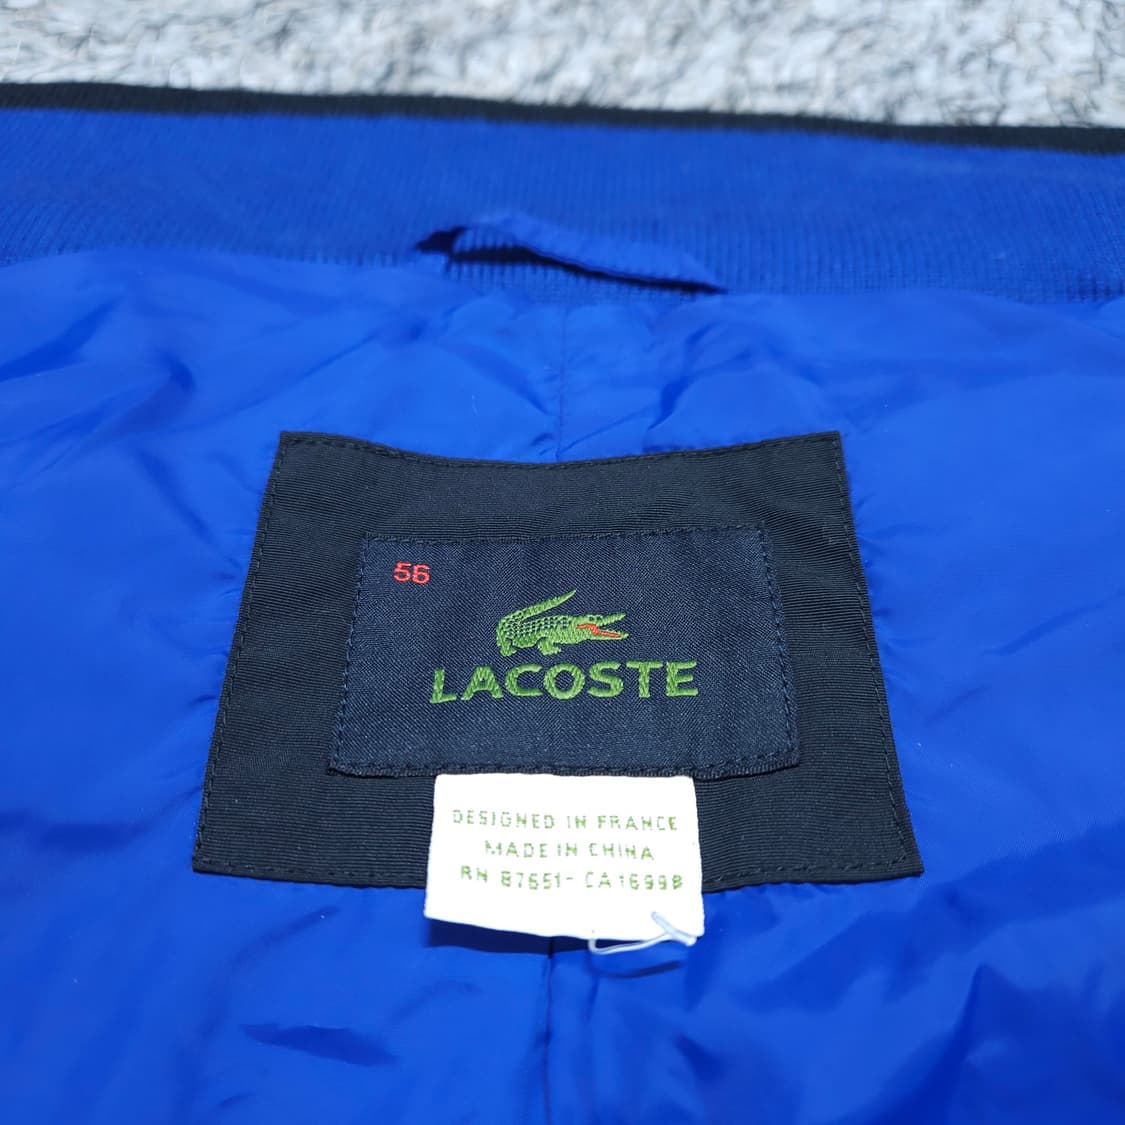 56
LACOSTE
DESIGNED IN FRANCE
MADE IN CHINA
RN 87651- CA16998